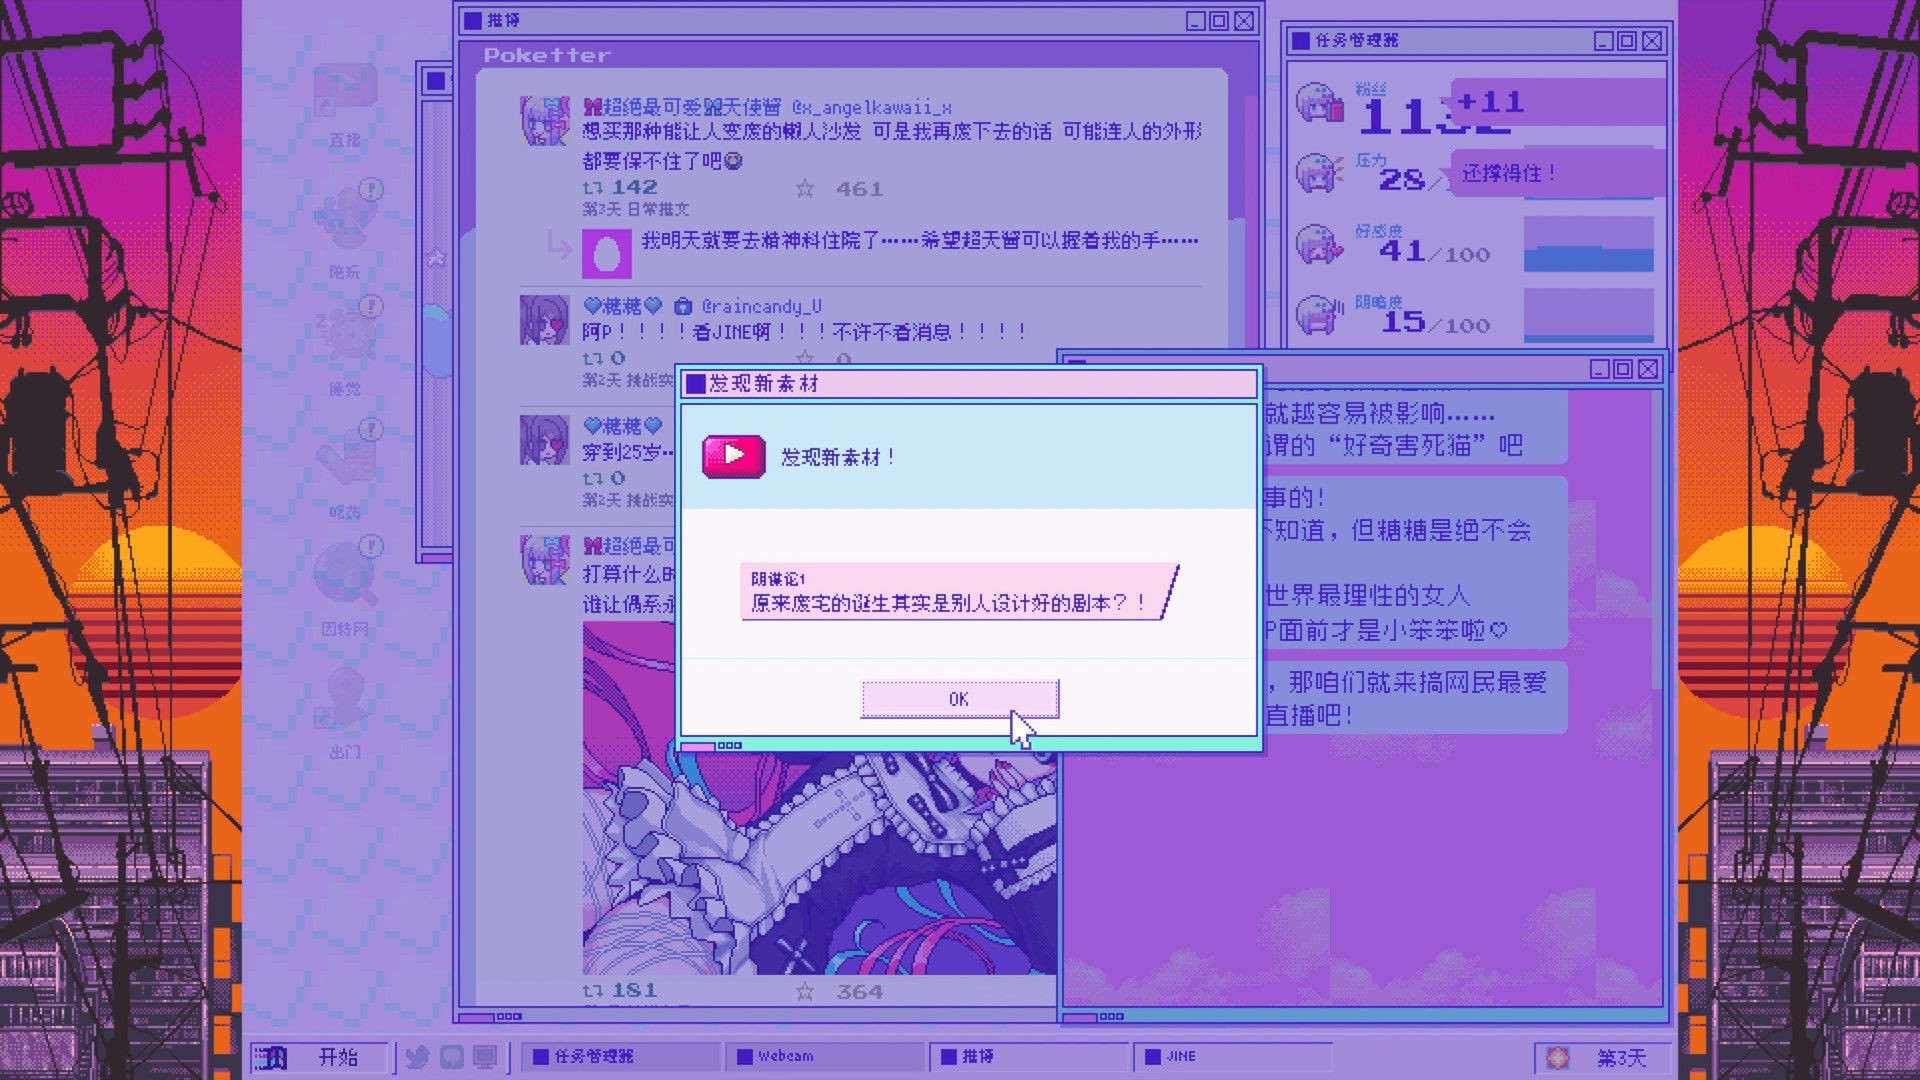 直播
陪玩
睡觉
吃药
因特网
出门
推特
Poketter
超绝最可爱天使酱 @x_angelkawaii_x
想买那种能让人变废的懒人沙发 可是我再废下去的话 可能连人的外形
都要保不住了吧
142 461
第3天 日常推文
我明天就要去精神科住院了……希望超天酱可以握着我的手……
糖糖 @raincandy_U
阿P！！！！看JINE啊！！！不许不看消息！！！！
0 0
第2天 挑战实
糖糖
穿到25岁…
0
第2天 挑战实
超绝最可
打算什么时
谁让偶系永
181 364
任务管理器
粉丝
+11
压力
28/
还撑得住！
好感度
41/100
阴暗度
15/100
就越容易被影响……
谓的“好奇害死猫”吧
事的！
不知道，但糖糖是绝不会
世界最理性的女人
P面前才是小笨笨啦♡
，那咱们就来搞网民最爱
直播吧！
发现新素材
发现新素材！
阴谋论1
原来废宅的诞生其实是别人设计好的剧本？！
OK
开始
任务管理器
Webcam
推特
JINE
第3天